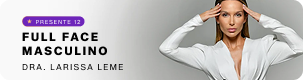 PRESENTE 12
FULL FACE
MASCULINO
DRA. LARISSA LEME